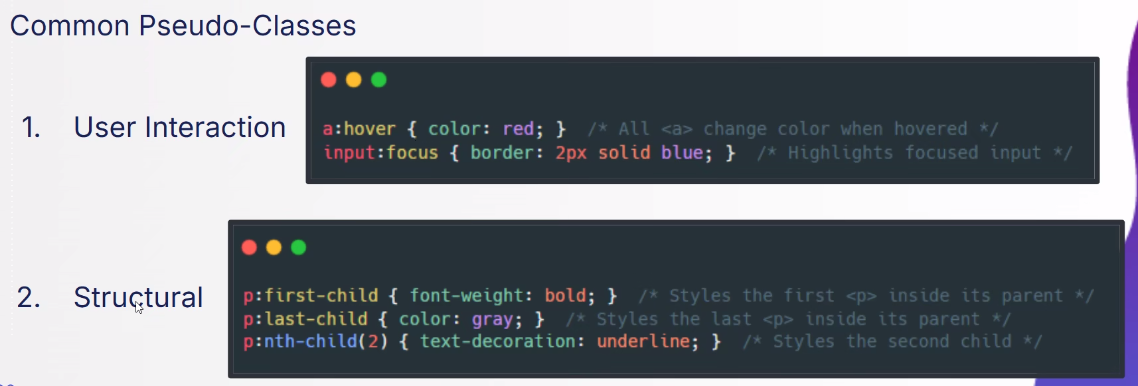 Common Pseudo-Classes
1. User Interaction
a:hover { color: red; } /* All <a> change color when hovered */
input:focus { border: 2px solid blue; } /* Highlights focused input */
2. Structural
p:first-child { font-weight: bold; } /* Styles the first <p> inside its parent */
p:last-child { color: gray; } /* Styles the last <p> inside its parent */
p:nth-child(2) { text-decoration: underline; } /* Styles the second child */